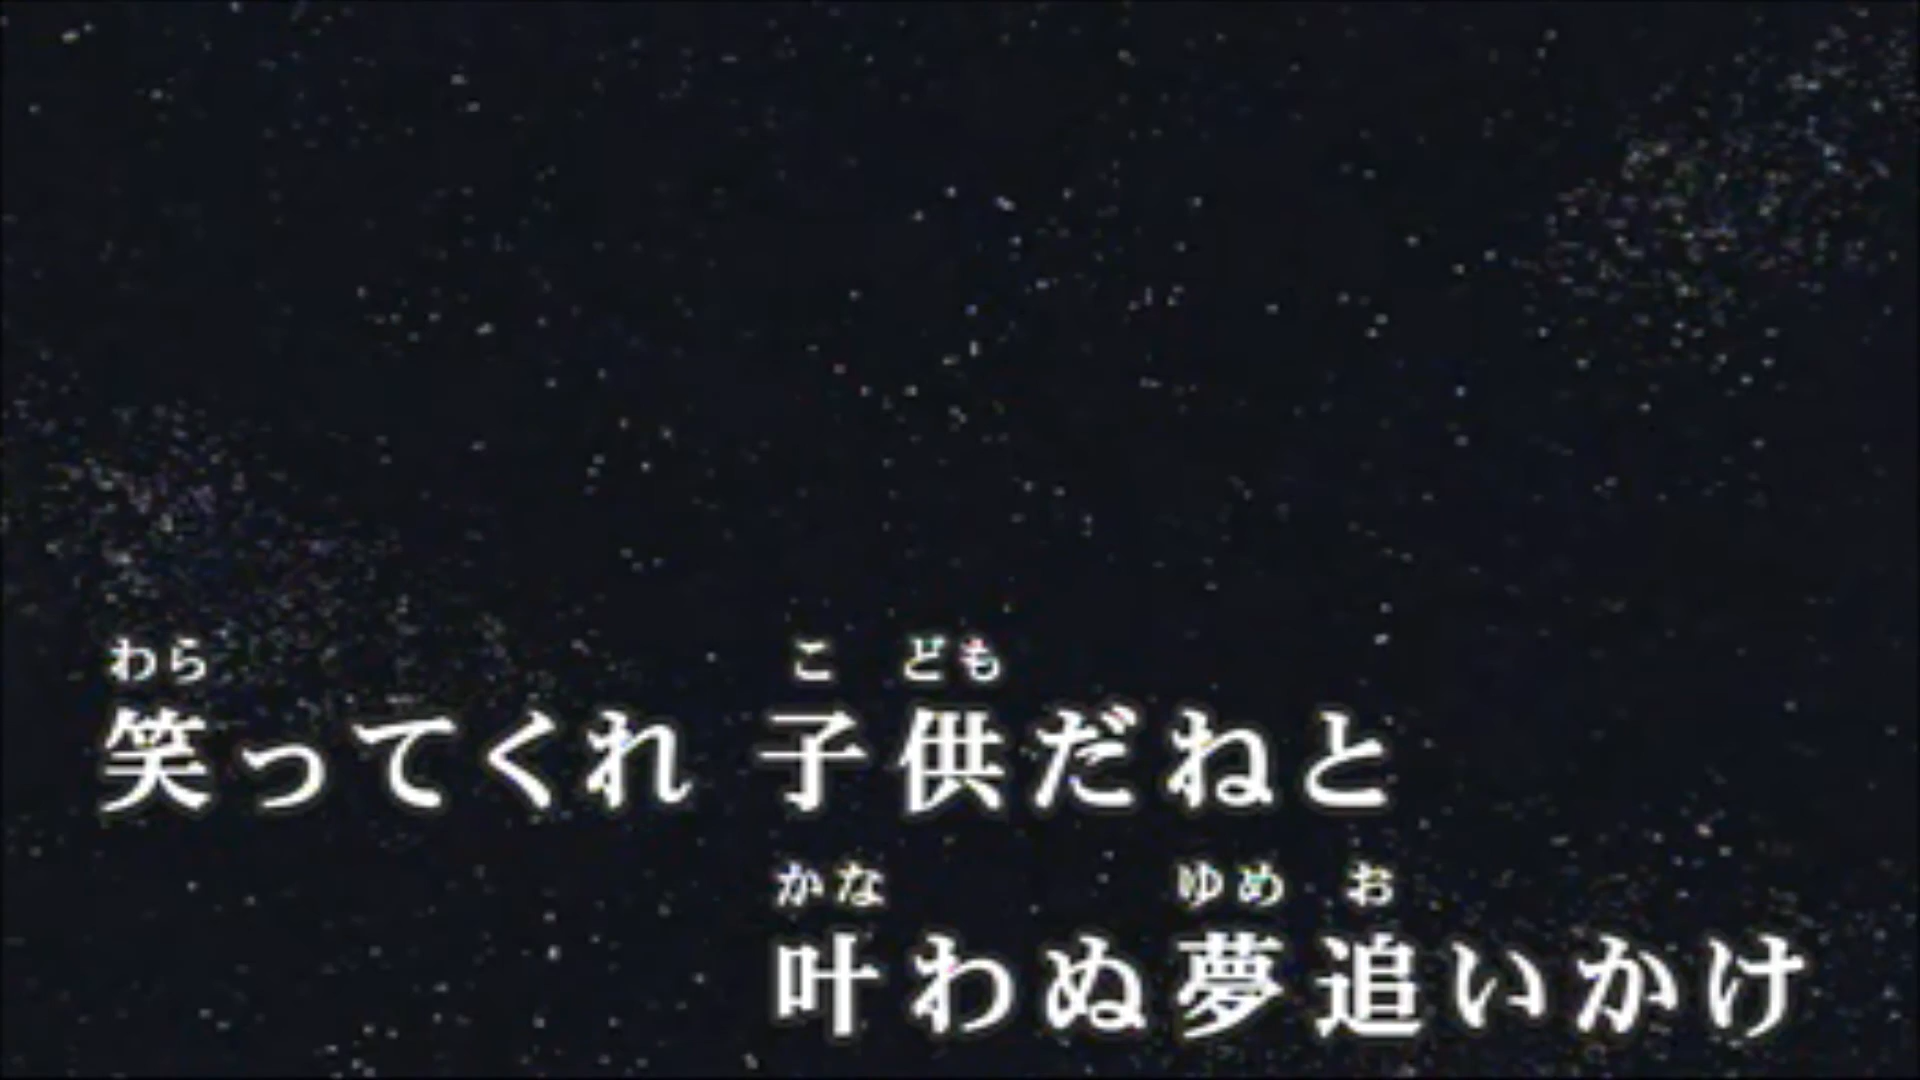 わら こ ども
笑ってくれ 子供だねと
かな ゆめ お
叶わぬ夢追いかけ